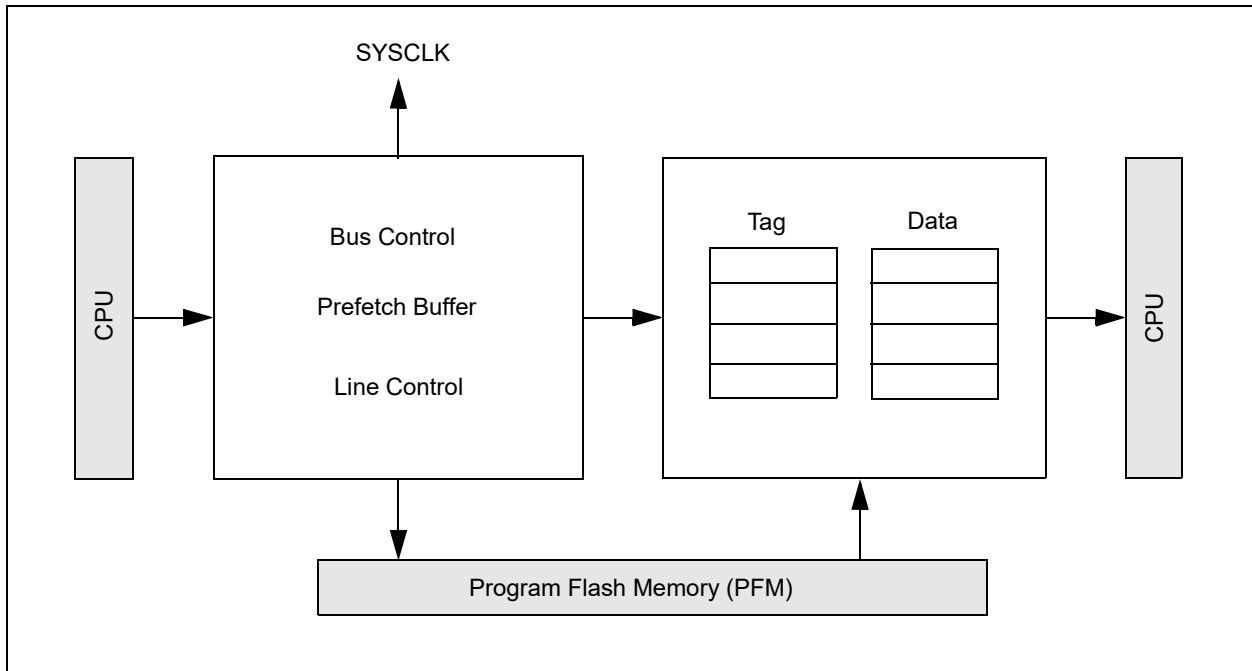 SYSCLK
CPU
Bus Control
Prefetch Buffer
Line Control
Tag
Data
CPU
Program Flash Memory (PFM)